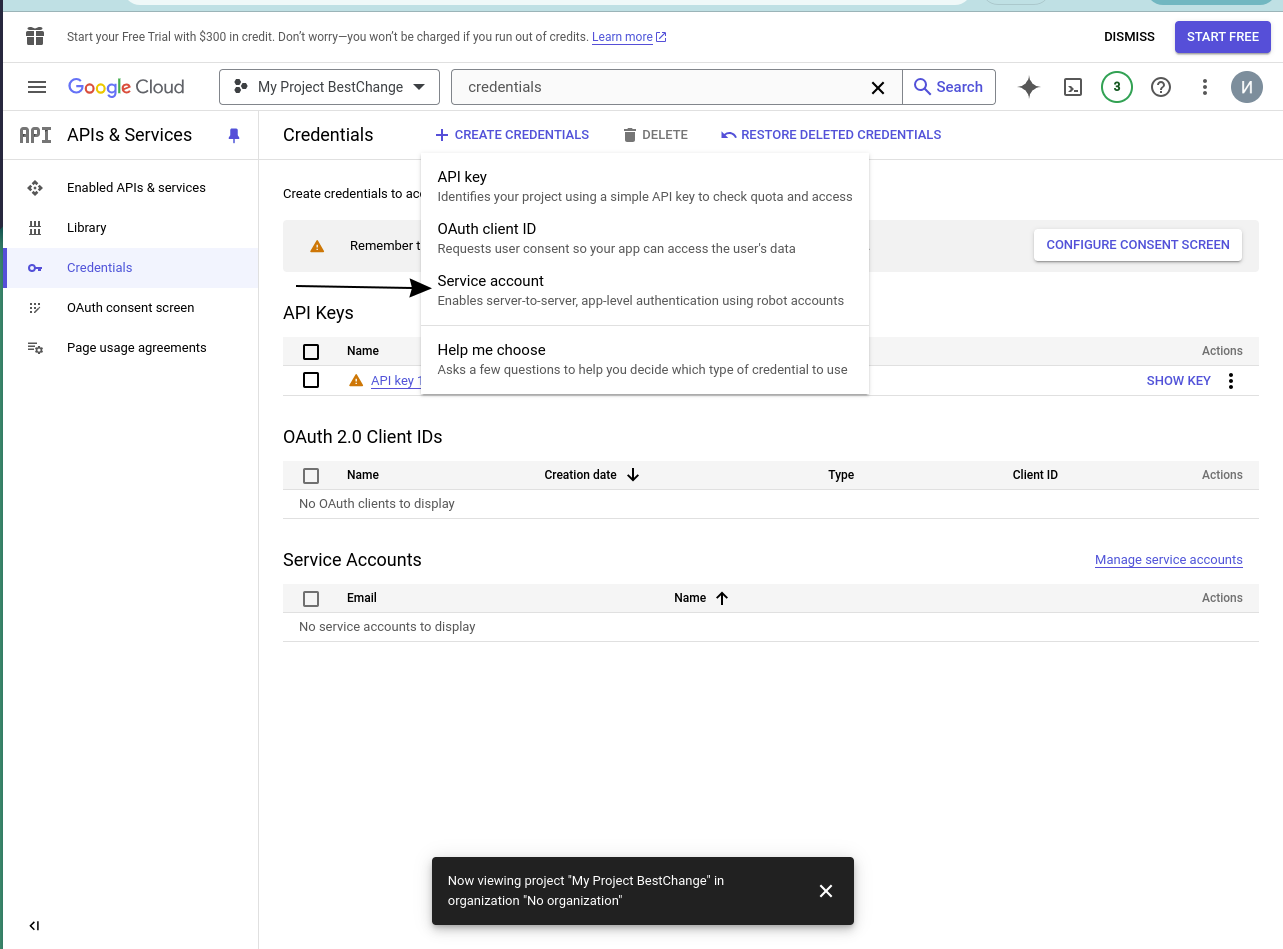 Start your Free Trial with $300 in credit. Don’t worry—you won’t be charged if you run out of credits. Learn more
DISMISS
START FREE
Google Cloud
My Project BestChange
credentials
Search
3
И
API APIs & Services
Enabled APIs & services
Library
Credentials
OAuth consent screen
Page usage agreements
Credentials
CREATE CREDENTIALS
DELETE
RESTORE DELETED CREDENTIALS
Create credentials to
API key
Identifies your project using a simple API key to check quota and access
OAuth client ID
Requests user consent so your app can access the user's data
Service account
Enables server-to-server, app-level authentication using robot accounts
Help me choose
Asks a few questions to help you decide which type of credential to use
Remember
CONFIGURE CONSENT SCREEN
API Keys
Name
Actions
API key 1
SHOW KEY
OAuth 2.0 Client IDs
Name Creation date Type Client ID Actions
No OAuth clients to display
Service Accounts
Manage service accounts
Email Name Actions
No service accounts to display
Now viewing project "My Project BestChange" in
organization "No organization"